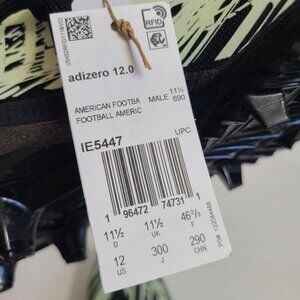 RFID
adizero 12.0
AMERICAN FOOTBA MALE 11½
FOOTBALL AMERIC 690
IE5447
UPC
1 96472 74731 1
11½ 11½ 46⅔
D UK F
12 300 290
US J CHN